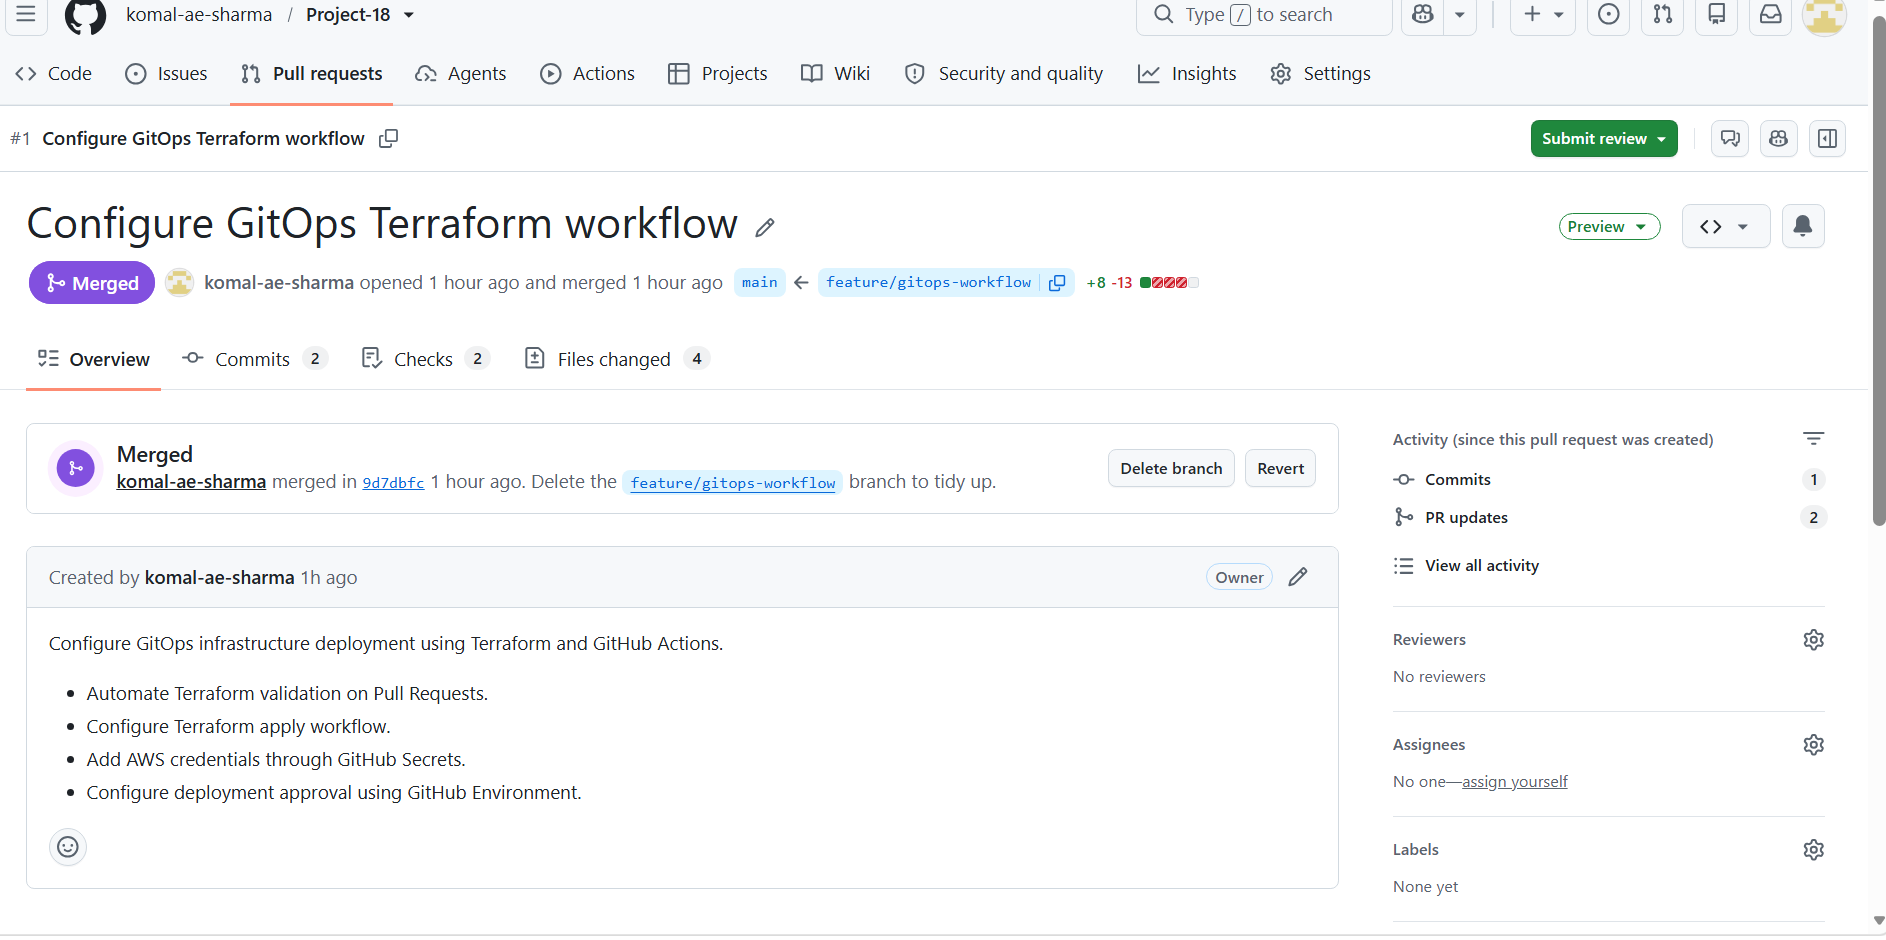 komal-ae-sharma / Project-18
Type / to search
Code Issues Pull requests Agents Actions Projects Wiki Security and quality Insights Settings
#1 Configure GitOps Terraform workflow
Submit review
Configure GitOps Terraform workflow
Preview
Merged komal-ae-sharma opened 1 hour ago and merged 1 hour ago main ← feature/gitops-workflow +8 -13
Overview Commits 2 Checks 2 Files changed 4
Merged
komal-ae-sharma merged in 9d7dbfc 1 hour ago. Delete the feature/gitops-workflow branch to tidy up.
Delete branch Revert
Created by komal-ae-sharma 1h ago
Owner
Configure GitOps infrastructure deployment using Terraform and GitHub Actions.
• Automate Terraform validation on Pull Requests.
• Configure Terraform apply workflow.
• Add AWS credentials through GitHub Secrets.
• Configure deployment approval using GitHub Environment.
Activity (since this pull request was created)
Commits 1
PR updates 2
View all activity
Reviewers
No reviewers
Assignees
No one—assign yourself
Labels
None yet